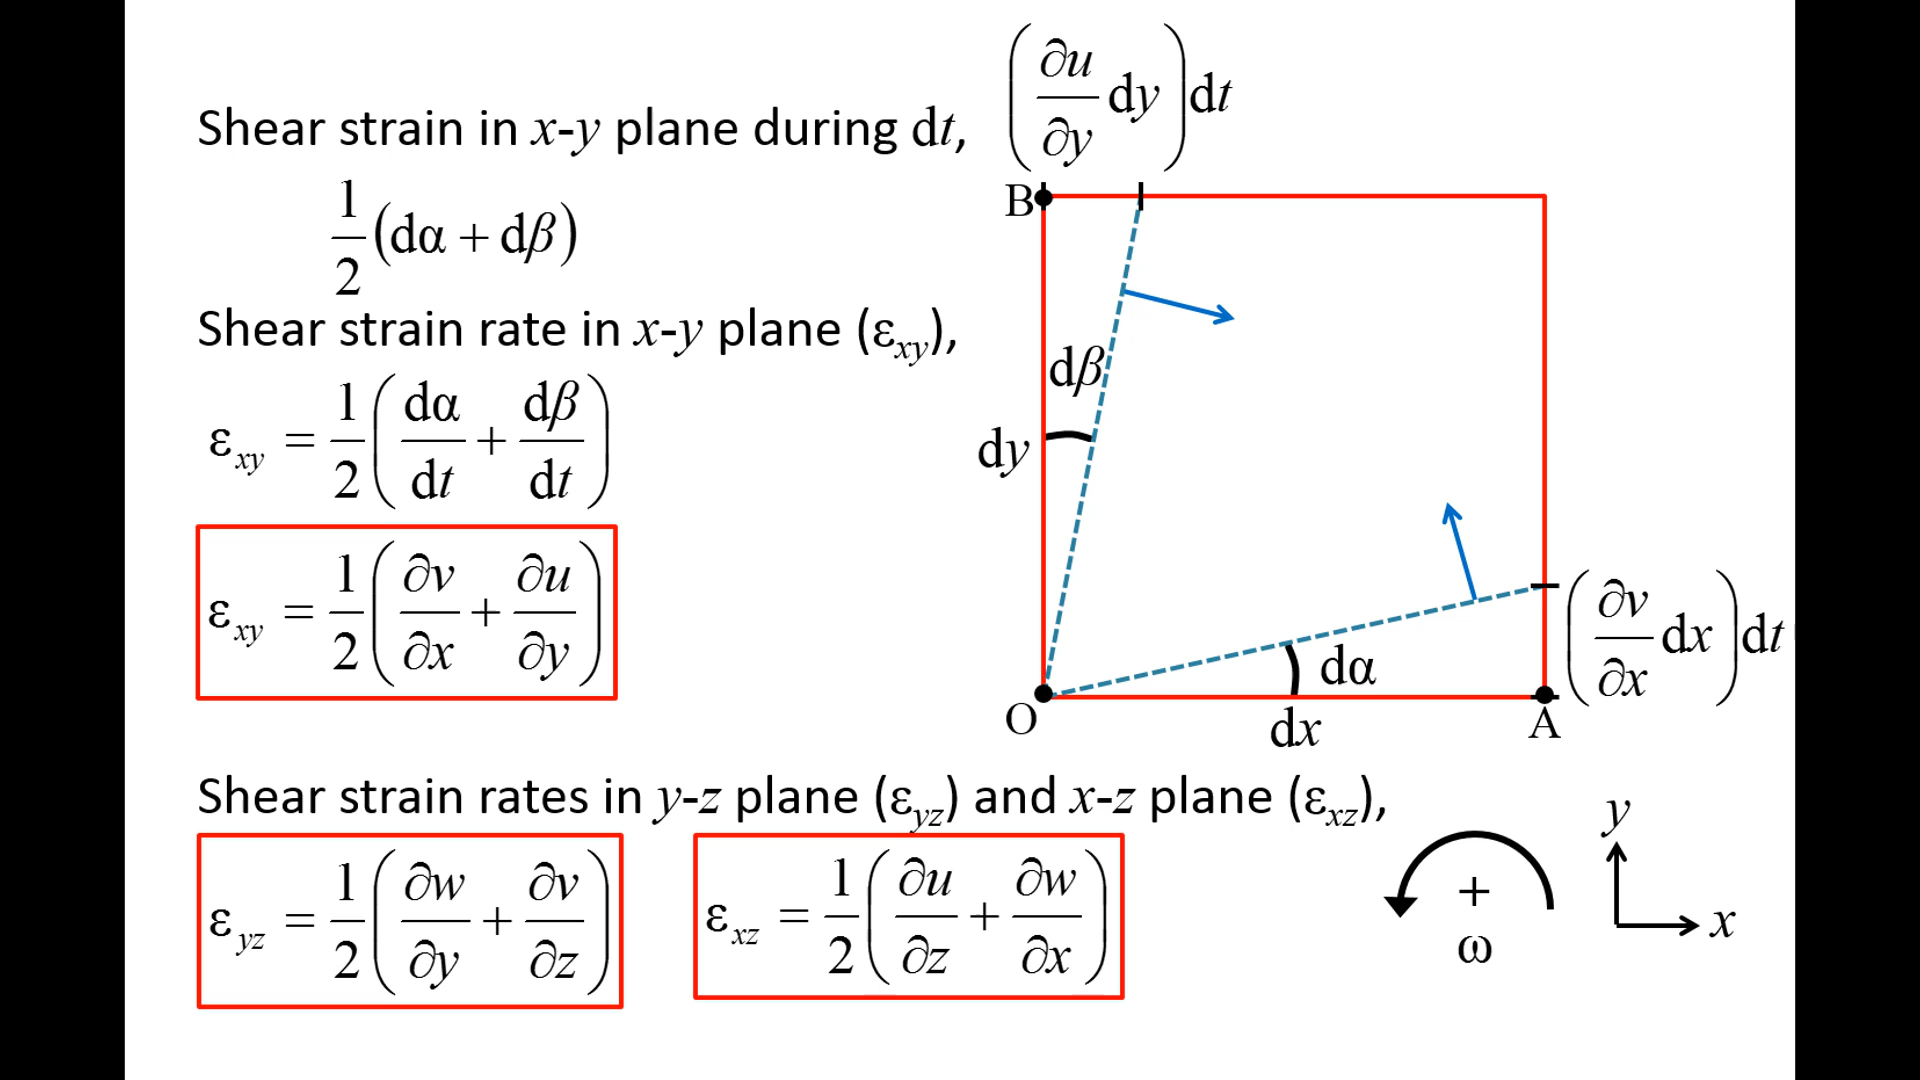 Shear strain in x-y plane during dt,
1/2 (dα + dβ)
Shear strain rate in x-y plane (ε_xy),
ε_xy = 1/2 (dα/dt + dβ/dt)
ε_xy = 1/2 (∂v/∂x + ∂u/∂y)
(∂u/∂y dy) dt
B
dβ
dy
dα
(∂v/∂x dx) dt
O
dx
A
Shear strain rates in y-z plane (ε_yz) and x-z plane (ε_xz),
ε_yz = 1/2 (∂w/∂y + ∂v/∂z)
ε_xz = 1/2 (∂u/∂z + ∂w/∂x)
+
ω
y
x